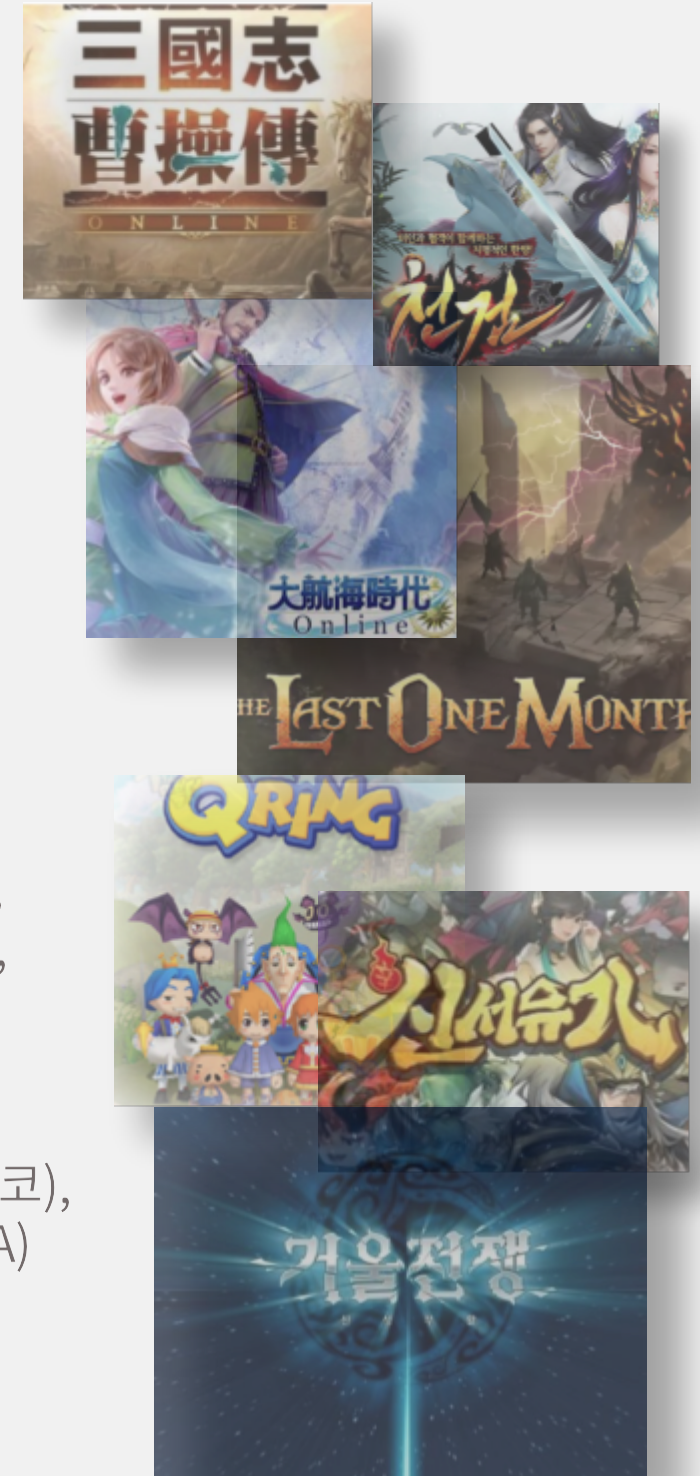 三國志
曹操傳
ONLINE
천검
大航海時代
Online
HE LAST ONE MONTH
QRING
신서유기
거울전쟁
,
,
코),
A)